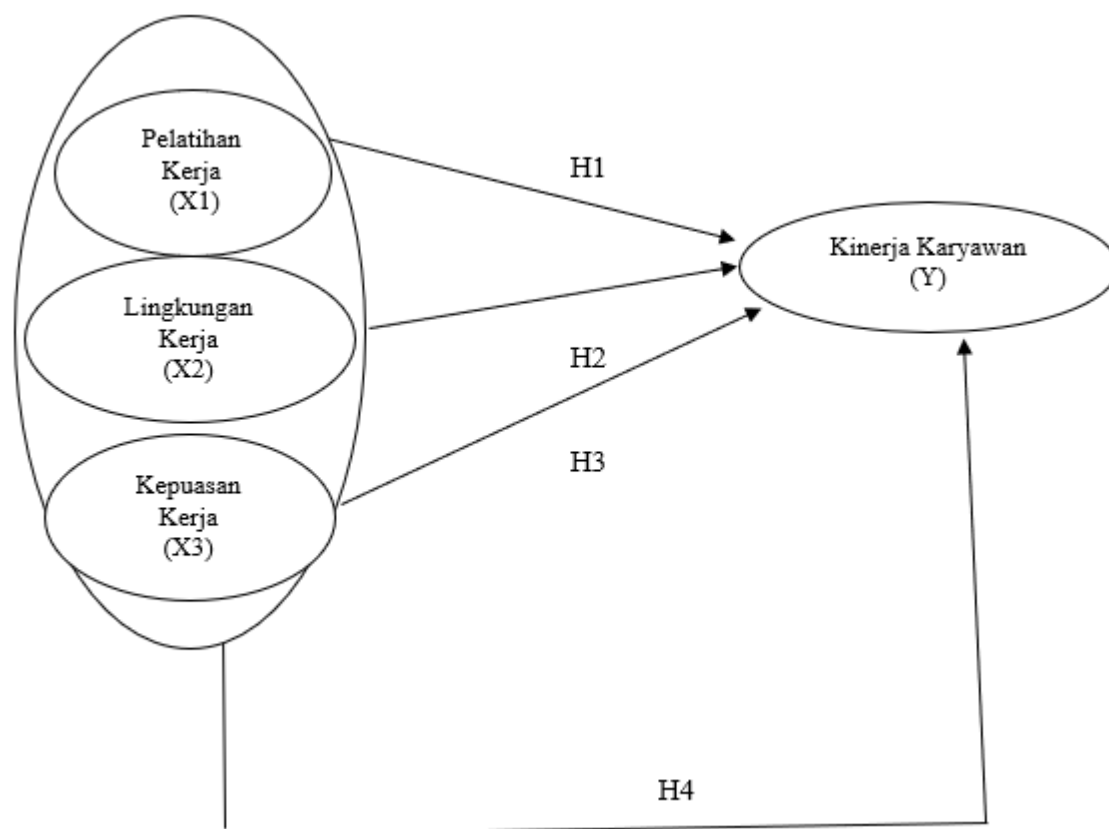 Pelatihan
Kerja
(X1)
H1
Kinerja Karyawan
(Y)
Lingkungan
Kerja
(X2)
H2
H3
Kepuasan
Kerja
(X3)
H4